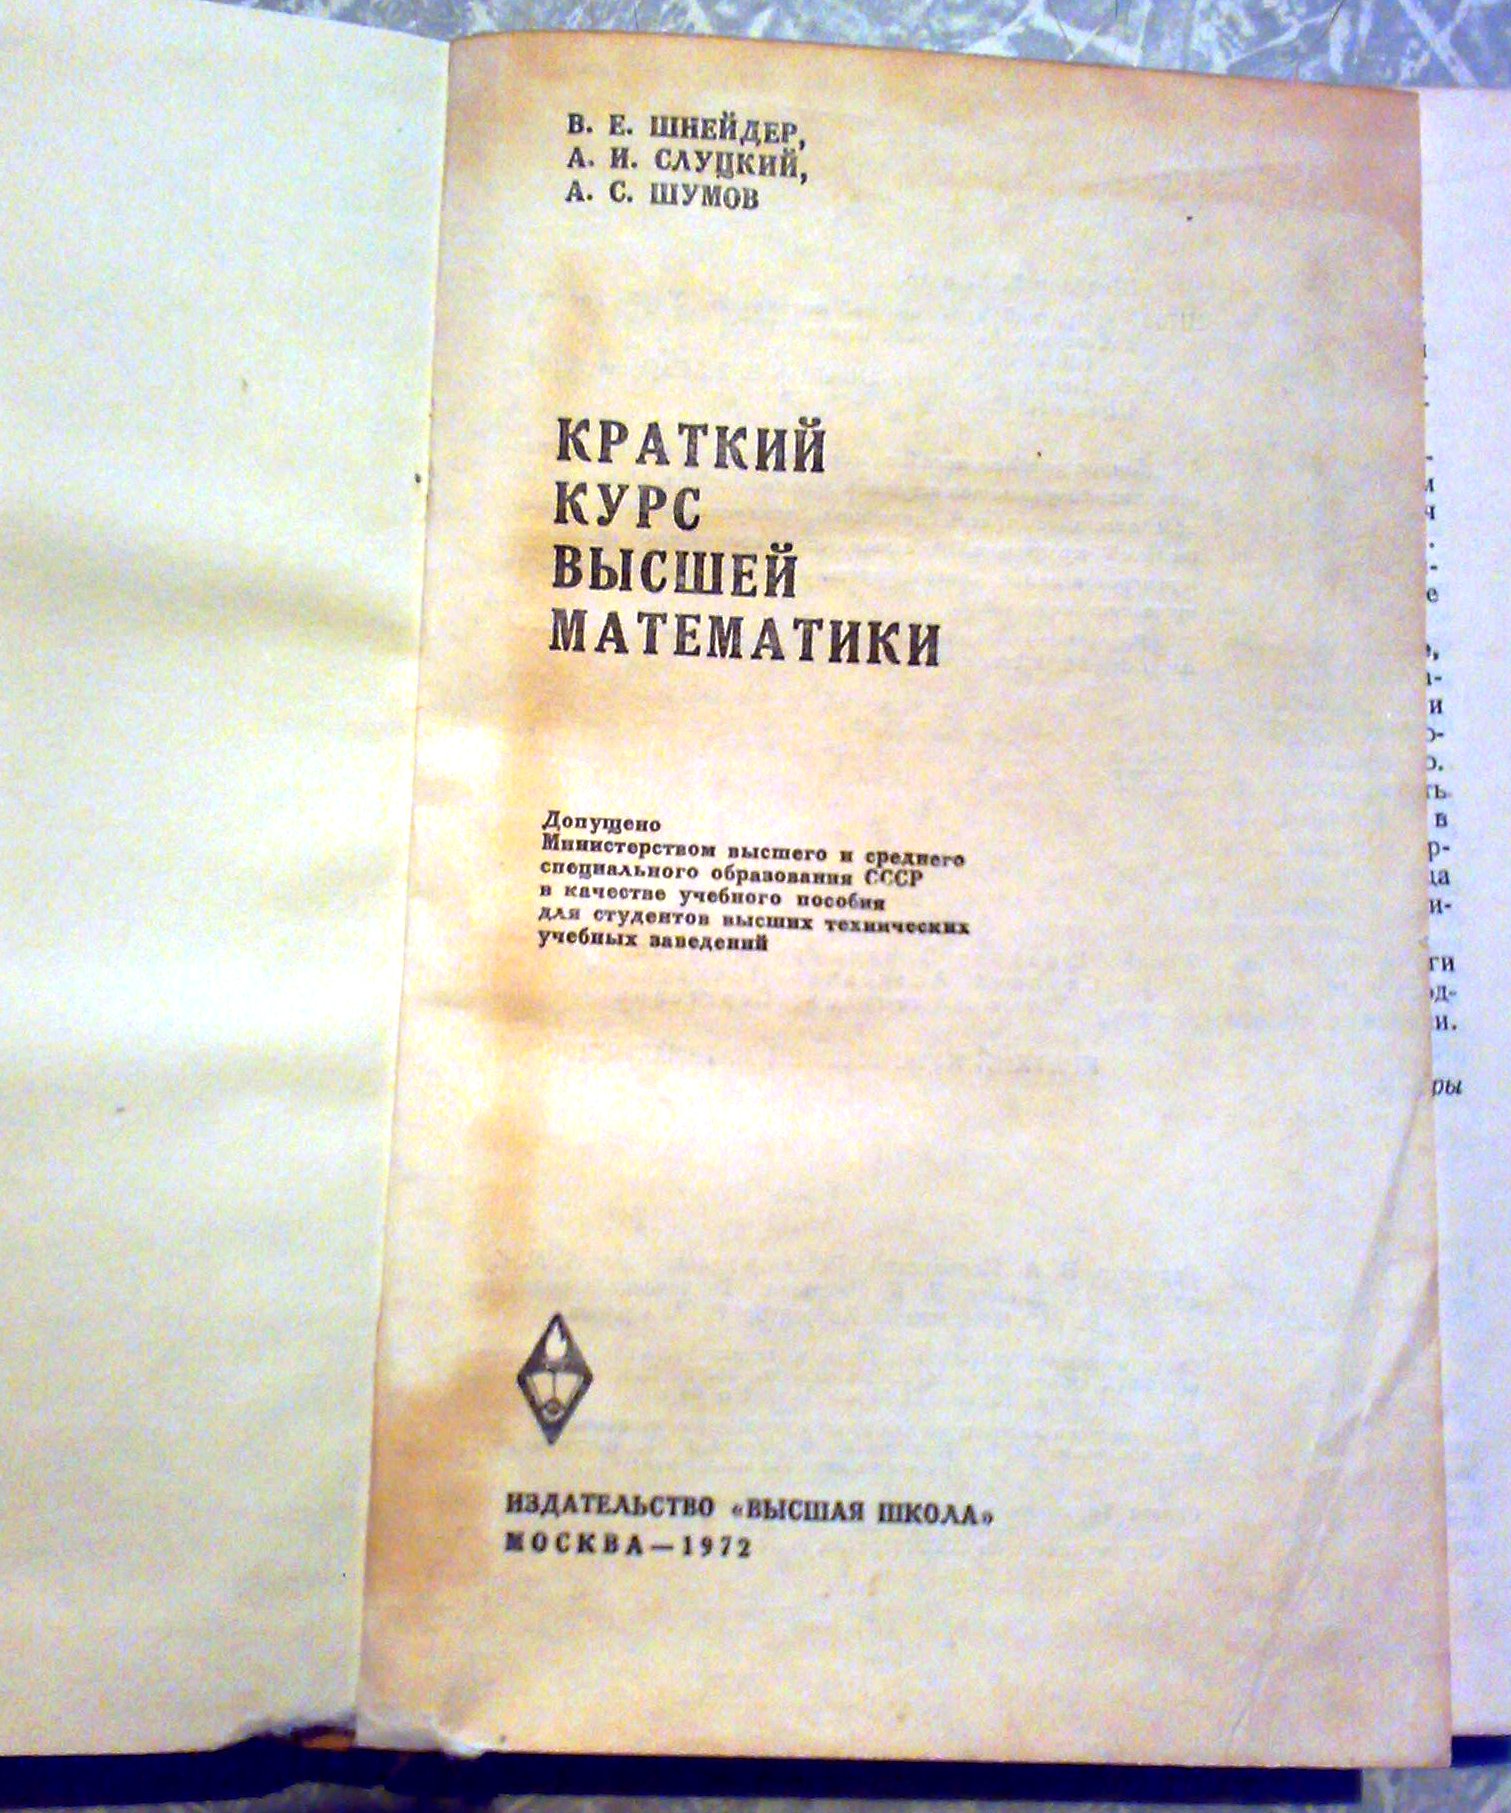 В. Е. ШНЕЙДЕР,
А. И. СЛУЦКИЙ,
А. С. ШУМОВ
КРАТКИЙ
КУРС
ВЫСШЕЙ
МАТЕМАТИКИ
Допущено
Министерством высшего и среднего
специального образования СССР
в качестве учебного пособия
для студентов высших технических
учебных заведений
ИЗДАТЕЛЬСТВО «ВЫСШАЯ ШКОЛА»
МОСКВА—1972